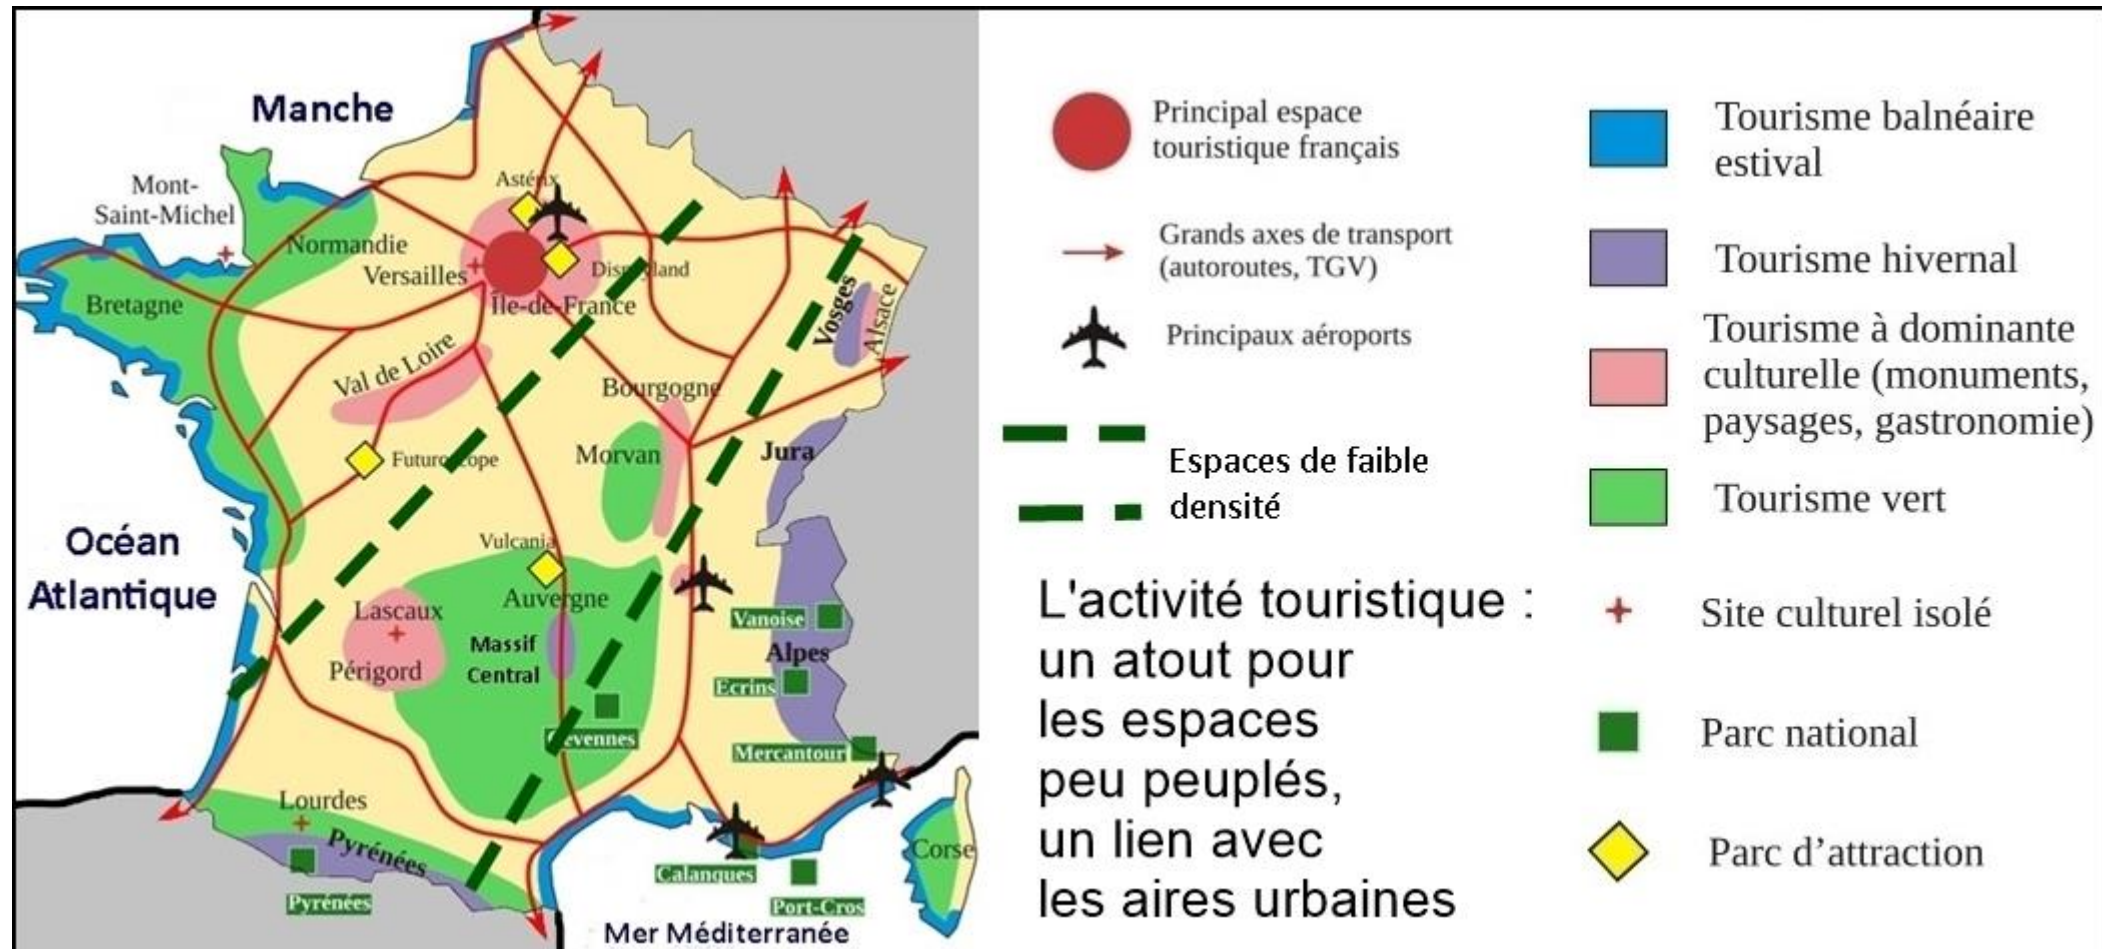 Manche
Mont-
Saint-Michel
Astérix
Normandie
Versailles
Disneyland
Île-de-France
Bretagne
Vosges
Alsace
Val de Loire
Bourgogne
Futuroscope
Morvan
Jura
Océan
Atlantique
Vulcania
Auvergne
Lascaux
Périgord
Massif
Central
Vanoise
Alpes
Ecrins
Cévennes
Mercantour
Lourdes
Pyrénées
Pyrénées
Calanques
Port-Cros
Corse
Mer Méditerranée
Principal espace
touristique français
Grands axes de transport
(autoroutes, TGV)
Principaux aéroports
Espaces de faible
densité
L'activité touristique :
un atout pour
les espaces
peu peuplés,
un lien avec
les aires urbaines
Tourisme balnéaire
estival
Tourisme hivernal
Tourisme à dominante
culturelle (monuments,
paysages, gastronomie)
Tourisme vert
Site culturel isolé
Parc national
Parc d’attraction